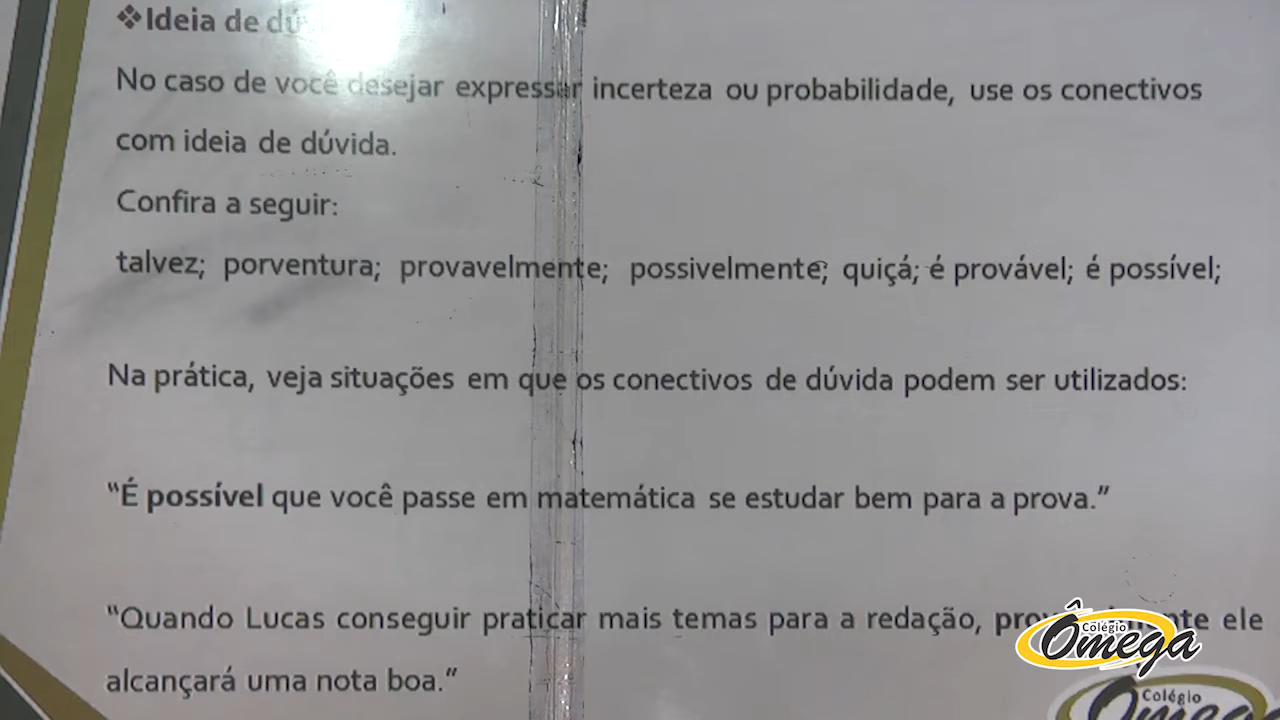 ❖Ideia de dú
No caso de você desejar expressar incerteza ou probabilidade, use os conectivos
com ideia de dúvida.
Confira a seguir:
talvez; porventura; provavelmente; possivelmente; quiçá; é provável; é possível;
Na prática, veja situações em que os conectivos de dúvida podem ser utilizados:
“É possível que você passe em matemática se estudar bem para a prova.”
“Quando Lucas conseguir praticar mais temas para a redação, ele
alcançará uma nota boa.”
Colégio
Ômega
Colégio
Ômega